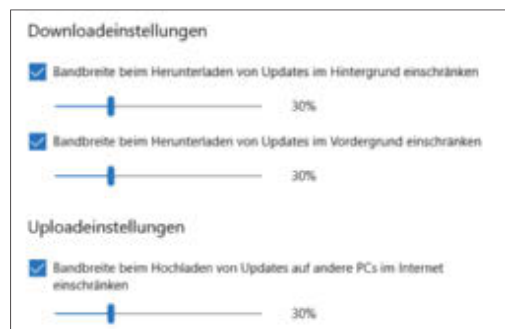 Downloadeinstellungen
Bandbreite beim Herunterladen von Updates im Hintergrund einschränken
30%
Bandbreite beim Herunterladen von Updates im Vordergrund einschränken
30%
Uploadeinstellungen
Bandbreite beim Hochladen von Updates auf andere PCs im Internet
einschränken
30%